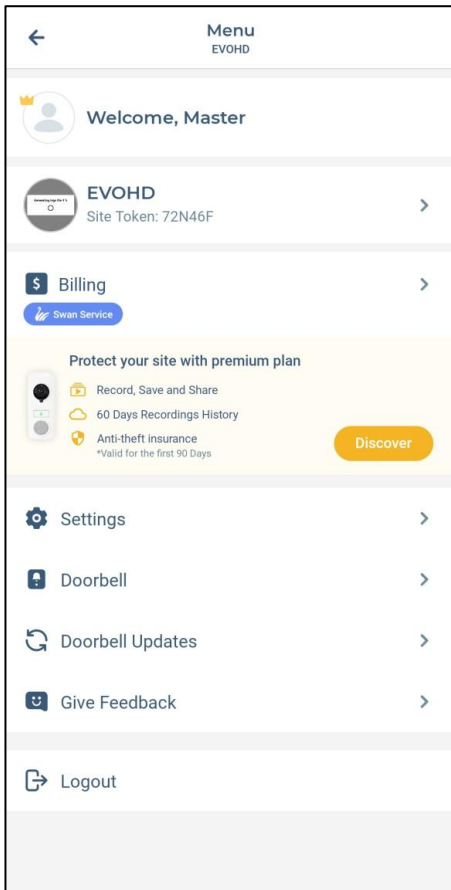 Menu
EVOHD
Welcome, Master
EVOHD
Site Token: 72N46F
Billing
Swan Service
Protect your site with premium plan
Record, Save and Share
60 Days Recordings History
Anti-theft insurance
*Valid for the first 90 Days
Discover
Settings
Doorbell
Doorbell Updates
Give Feedback
Logout